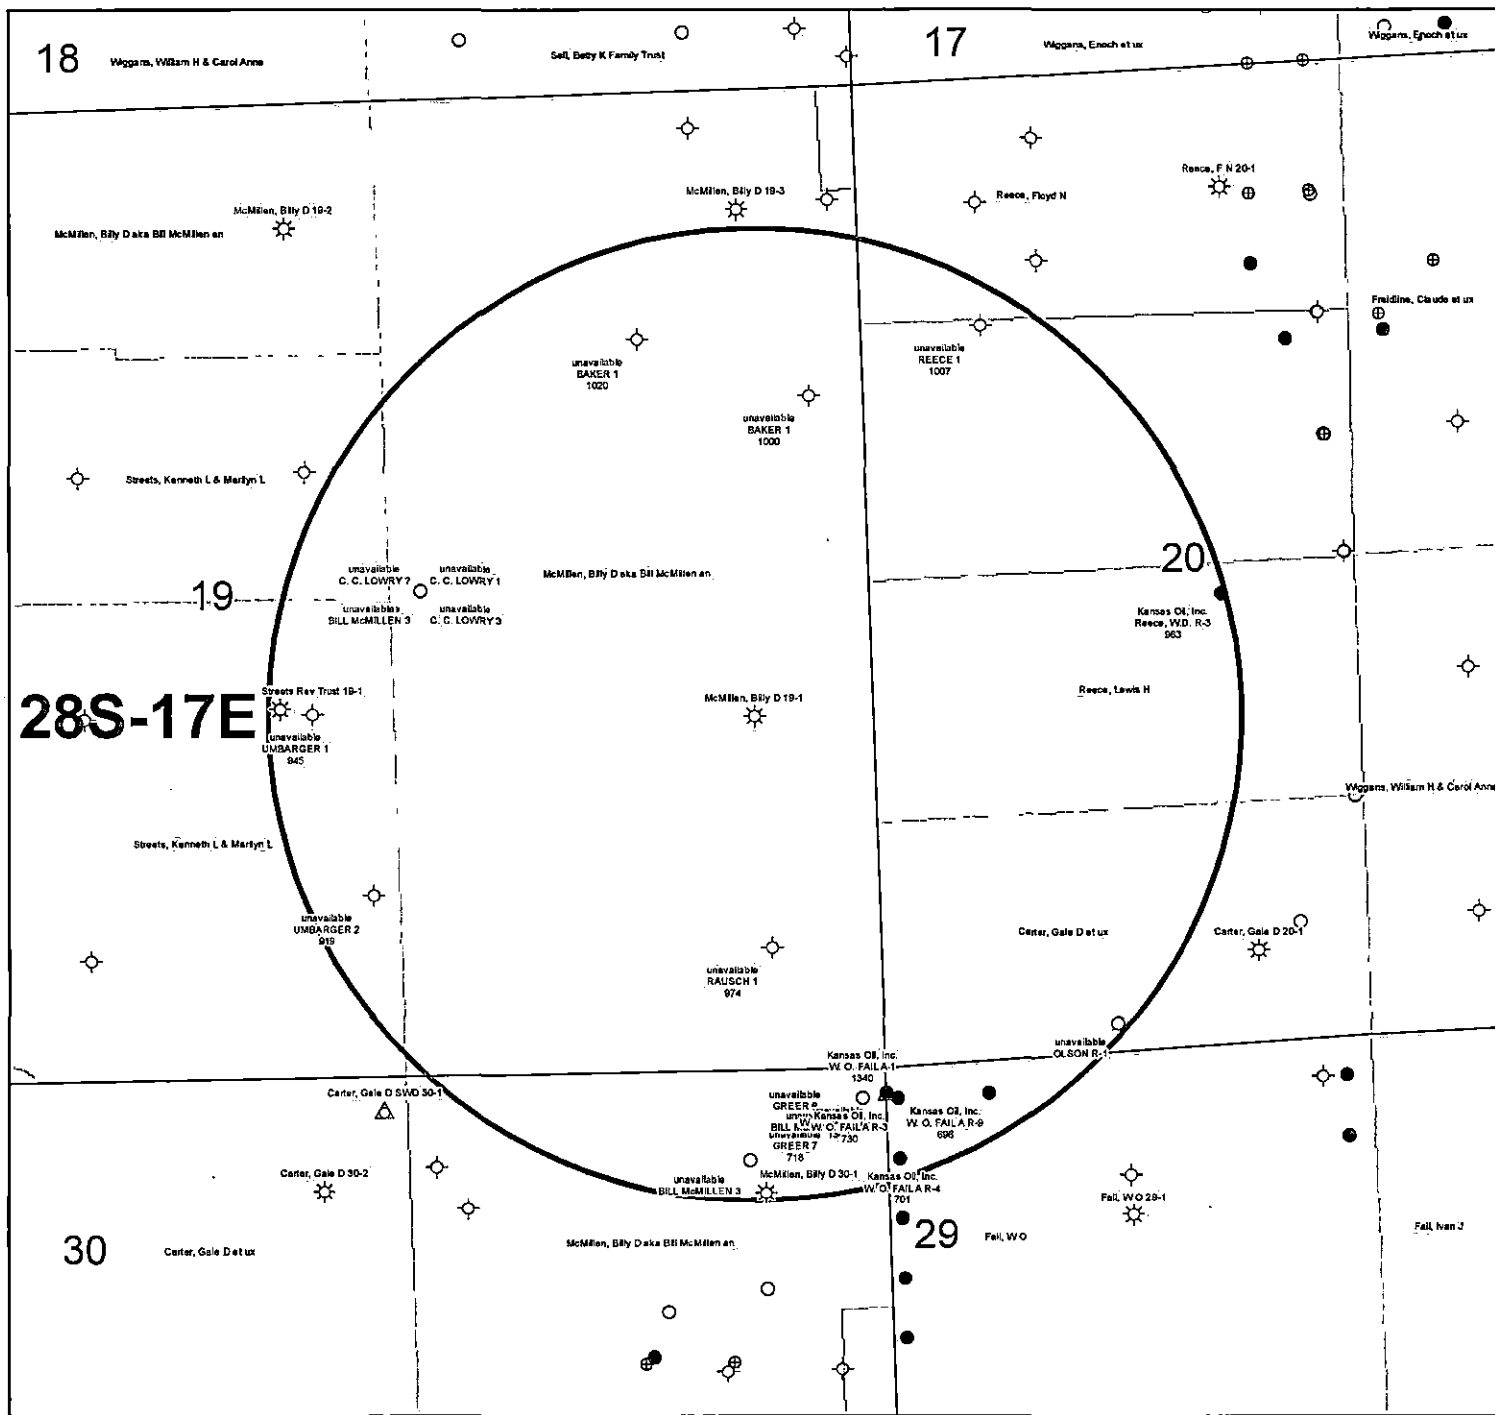 18
Wiggans, William H & Carol Anne
Sell, Betty K Family Trust
17
Wiggans, Enoch et ux
Wiggans, Enoch et ux
McMillen, Billy D 19-2
McMillen, Billy D aka Bill McMillen an
McMillen, Billy D 19-3
Reece, Floyd N
Reece, F N 20-1
Freidline, Claude et ux
unavailable
BAKER 1
1020
unavailable
BAKER 1
1000
unavailable
REECE 1
1007
Streets, Kenneth L & Marilyn L
19
unavailable
C. C. LOWRY ?
unavailable
C. C. LOWRY 1
unavailables
BILL McMILLEN 3
unavailable
C. C. LOWRY 3
McMillen, Billy D aka Bill McMillen an
20
Kansas Oil, Inc.
Reece, W.D. R-3
963
28S-17E
Streets Rev Trust 19-1
unavailable
UMBARGER 1
945
McMillen, Billy D 19-1
Reece, Lewis H
Wiggans, William H & Carol Anne
Streets, Kenneth L & Marilyn L
unavailable
UMBARGER 2
919
unavailable
RAUSCH 1
974
Carter, Gale D et ux
Carter, Gale D 20-1
unavailable
OLSON R-1
Kansas Oil, Inc.
W. O. FAIL A-1
1340
Carter, Gale D SWD 30-1
unavailable
GREER
Kansas Oil, Inc.
W. O. FAIL A R-3
730
unavailable
GREER 7
718
Kansas Oil, Inc.
W. O. FAIL A R-9
696
Carter, Gale D 30-2
unavailable
BILL McMILLEN 3
McMillen, Billy D 30-1
Kansas Oil, Inc.
W. O. FAIL A R-4
701
Fail, W O 29-1
30
Carter, Gale D et ux
McMillen, Billy D aka Bill McMillen an
29
Fail, W O
Fail, Ivan J